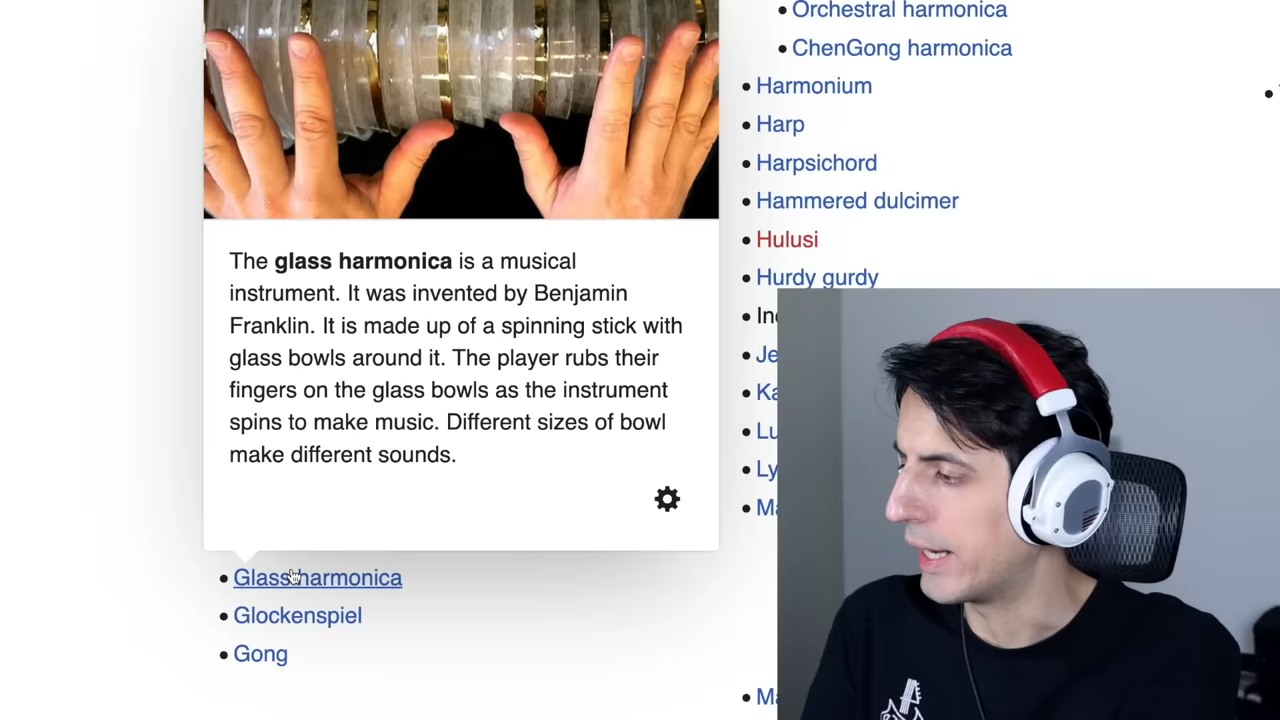 The glass harmonica is a musical
instrument. It was invented by Benjamin
Franklin. It is made up of a spinning stick with
glass bowls around it. The player rubs their
fingers on the glass bowls as the instrument
spins to make music. Different sizes of bowl
make different sounds.
Glass harmonica
Glockenspiel
Gong
Orchestral harmonica
ChenGong harmonica
Harmonium
Harp
Harpsichord
Hammered dulcimer
Hulusi
Hurdy gurdy